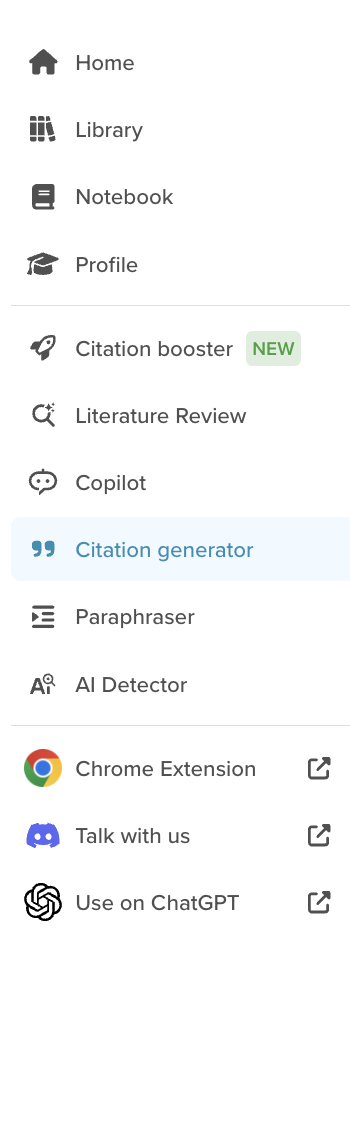 Home
Library
Notebook
Profile
Citation booster NEW
Literature Review
Copilot
Citation generator
Paraphraser
AI Detector
Chrome Extension
Talk with us
Use on ChatGPT